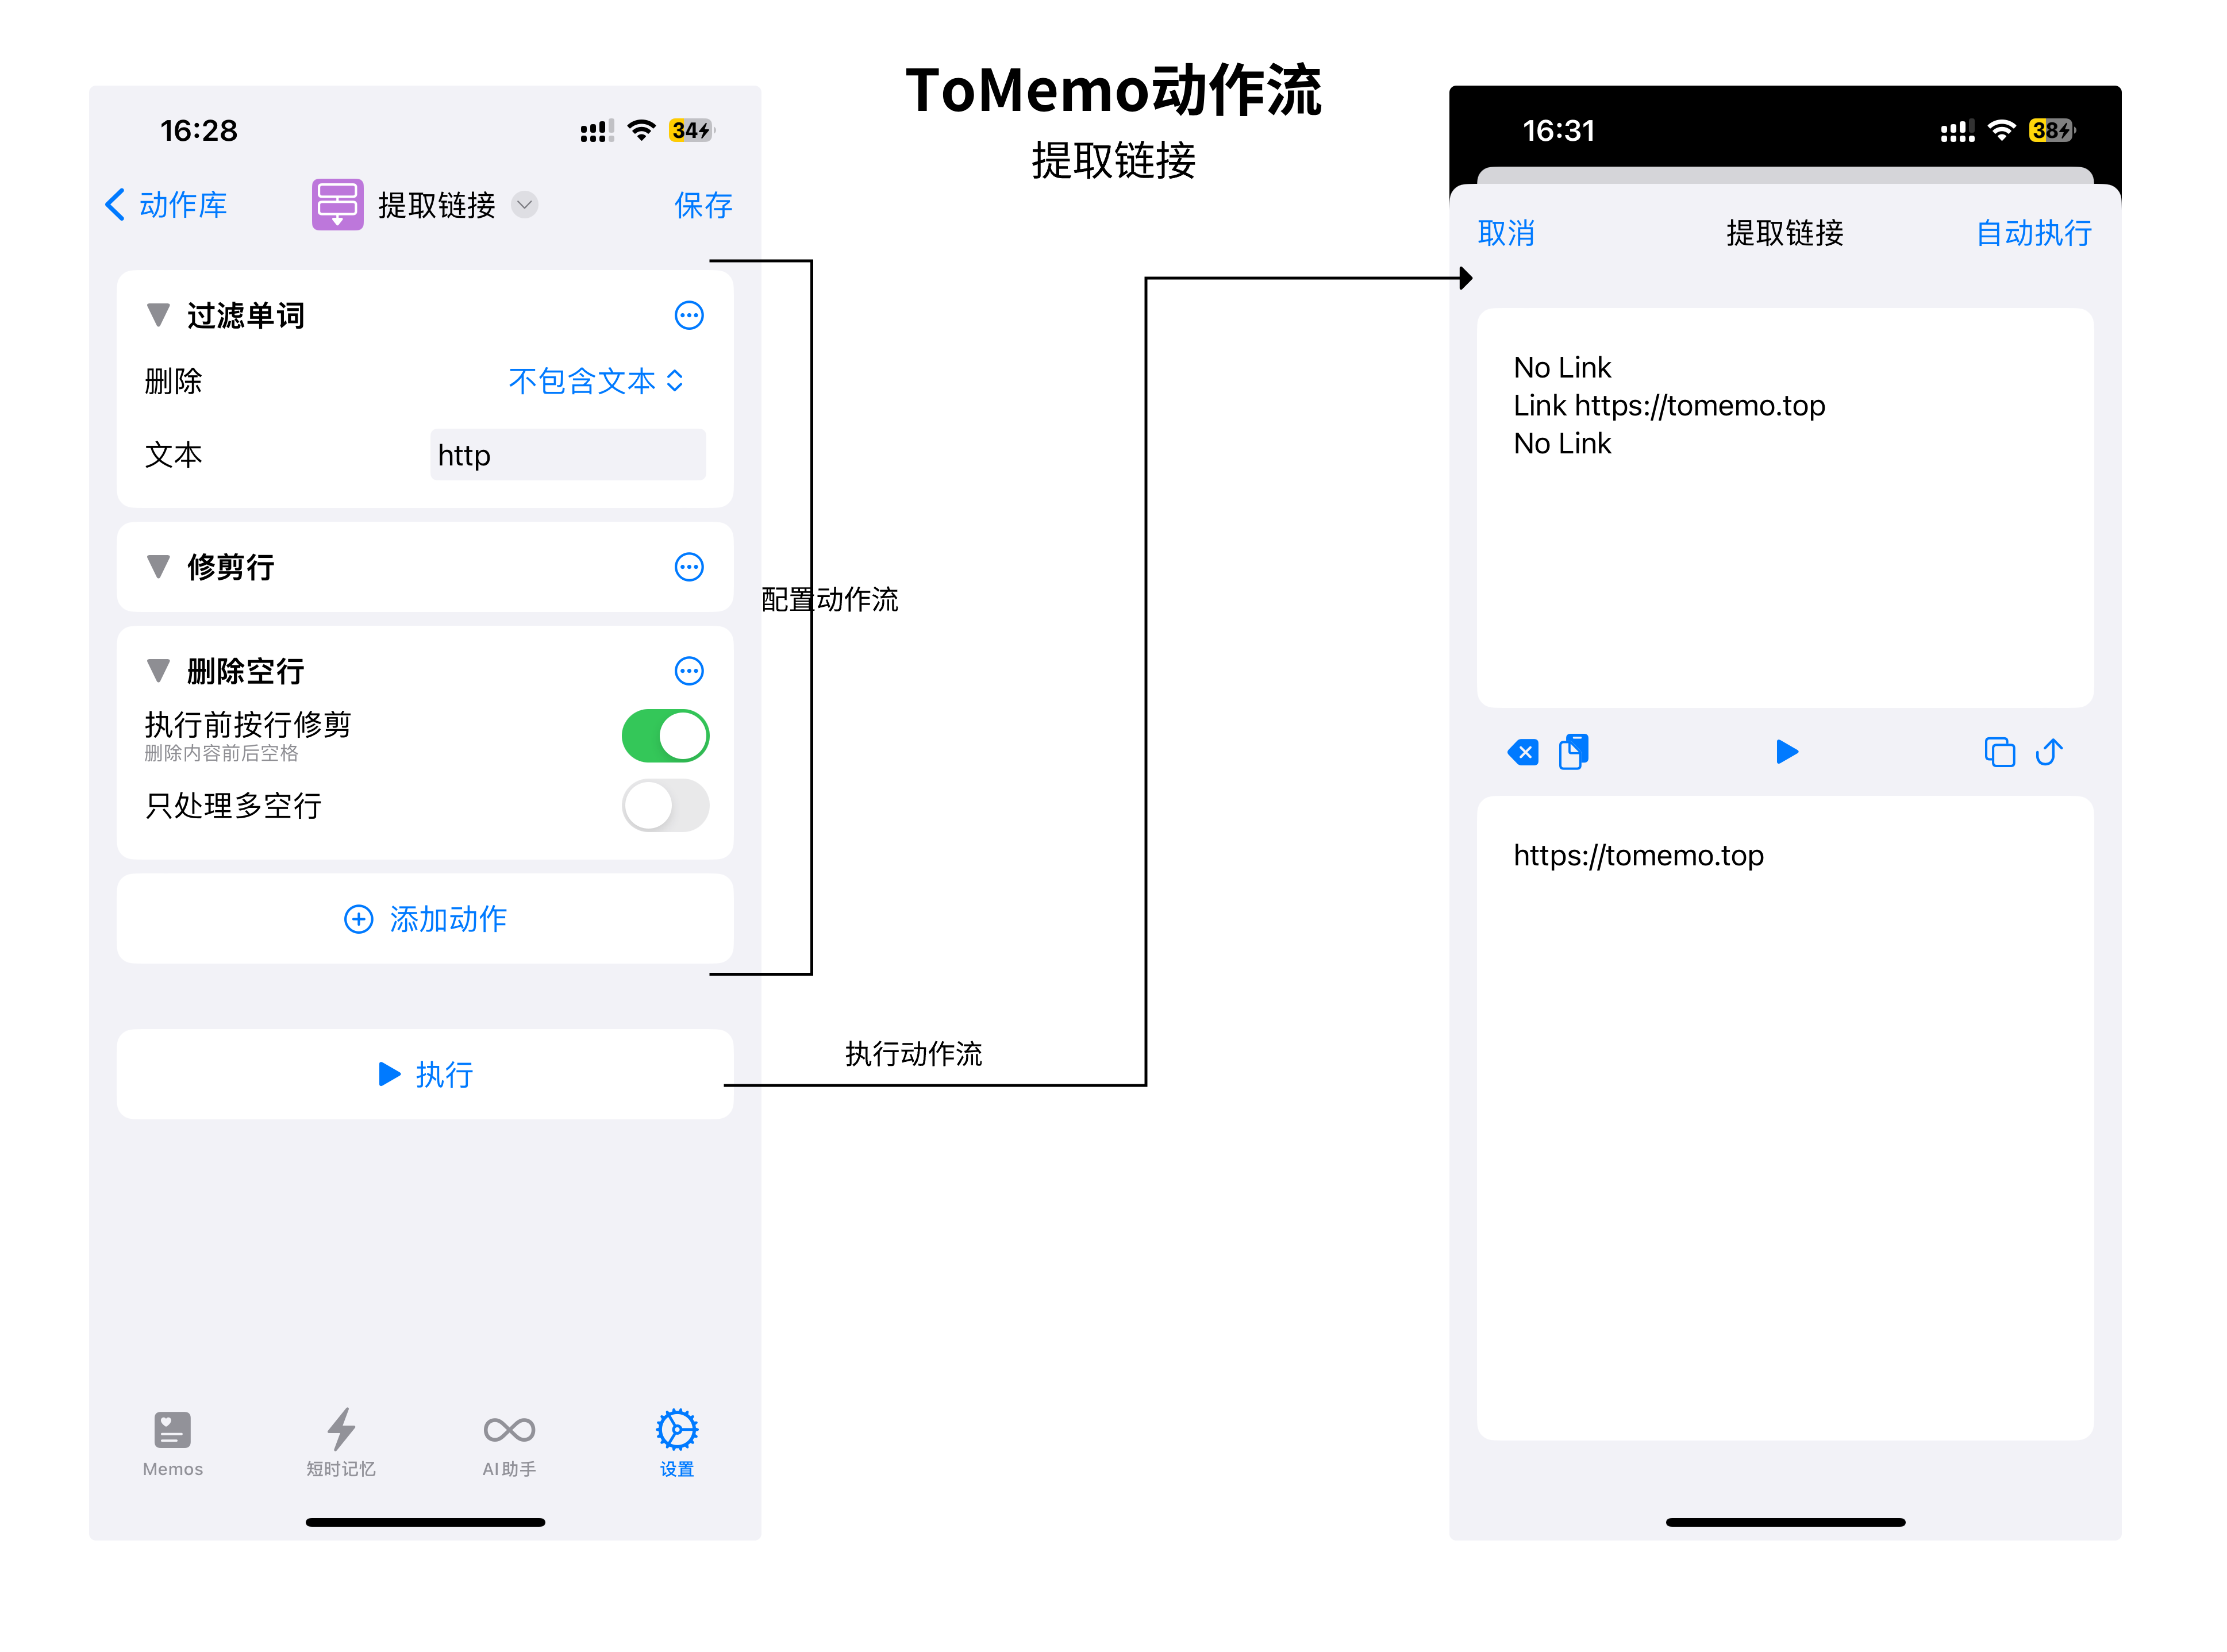 ToMemo动作流
提取链接
16:28
34
动作库
提取链接
保存
过滤单词
删除
不包含文本
文本
http
修剪行
删除空行
执行前按行修剪
删除内容前后空格
只处理多空行
添加动作
执行
Memos
短时记忆
AI助手
设置
配置动作流
执行动作流
16:31
38
取消
提取链接
自动执行
No Link
Link https://tomemo.top
No Link
https://tomemo.top